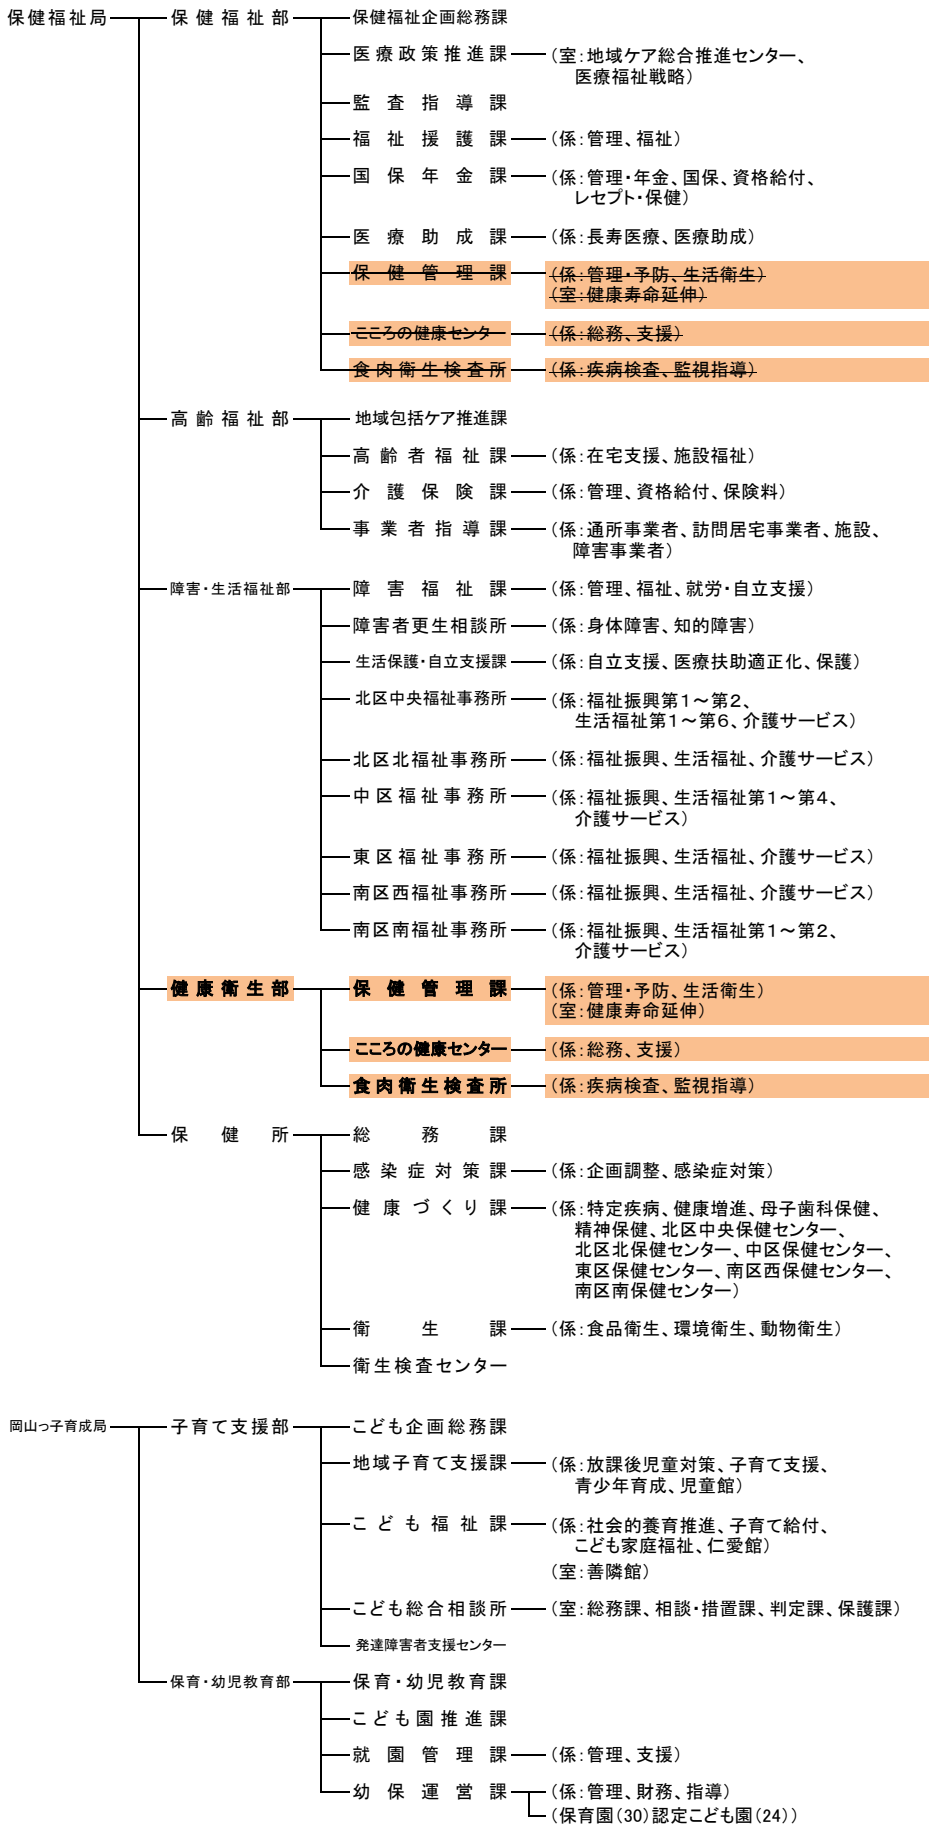 保健福祉局 保健福祉部 保健福祉企画総務課
医療政策推進課 （室：地域ケア総合推進センター、
医療福祉戦略）
監査指導課
福祉援護課 （係：管理、福祉）
国保年金課 （係：管理・年金、国保、資格給付、
レセプト・保健）
医療助成課 （係：長寿医療、医療助成）
保健管理課 （係：管理・予防、生活衛生）
（室：健康寿命延伸）
こころの健康センター （係：総務、支援）
食肉衛生検査所 （係：疾病検査、監視指導）
高齢福祉部 地域包括ケア推進課
高齢者福祉課 （係：在宅支援、施設福祉）
介護保険課 （係：管理、資格給付、保険料）
事業者指導課 （係：通所事業者、訪問居宅事業者、施設、
障害事業者）
障害・生活福祉部 障害福祉課 （係：管理、福祉、就労・自立支援）
障害者更生相談所 （係：身体障害、知的障害）
生活保護・自立支援課 （係：自立支援、医療扶助適正化、保護）
北区中央福祉事務所 （係：福祉振興第１～第２、
生活福祉第１～第６、介護サービス）
北区北福祉事務所 （係：福祉振興、生活福祉、介護サービス）
中区福祉事務所 （係：福祉振興、生活福祉第１～第４、
介護サービス）
東区福祉事務所 （係：福祉振興、生活福祉、介護サービス）
南区西福祉事務所 （係：福祉振興、生活福祉、介護サービス）
南区南福祉事務所 （係：福祉振興、生活福祉第１～第２、
介護サービス）
健康衛生部 保健管理課 （係：管理・予防、生活衛生）
（室：健康寿命延伸）
こころの健康センター （係：総務、支援）
食肉衛生検査所 （係：疾病検査、監視指導）
保健所 総務課
感染症対策課 （係：企画調整、感染症対策）
健康づくり課 （係：特定疾病、健康増進、母子歯科保健、
精神保健、北区中央保健センター、
北区北保健センター、中区保健センター、
東区保健センター、南区西保健センター、
南区南保健センター）
衛生課 （係：食品衛生、環境衛生、動物衛生）
衛生検査センター
岡山っ子育成局 子育て支援部 こども企画総務課
地域子育て支援課 （係：放課後児童対策、子育て支援、
青少年育成、児童館）
こども福祉課 （係：社会的養育推進、子育て給付、
こども家庭福祉、仁愛館）
（室：善隣館）
こども総合相談所 （室：総務課、相談・措置課、判定課、保護課）
発達障害者支援センター
保育・幼児教育部 保育・幼児教育課
こども園推進課
就園管理課 （係：管理、支援）
幼保運営課 （係：管理、財務、指導）
（保育園（30）認定こども園（24））